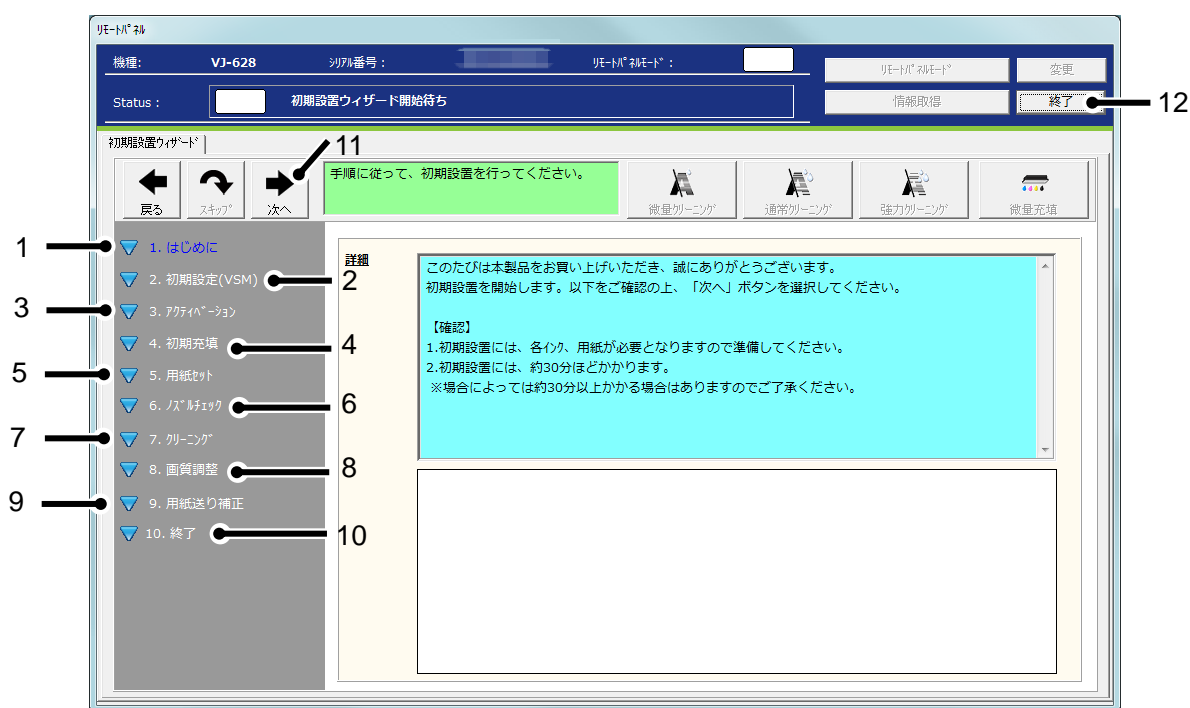 ﾘﾓｰﾄﾊﾟﾈﾙ
機種: VJ-628 ｼﾘｱﾙ番号： ﾘﾓｰﾄﾊﾟﾈﾙﾓｰﾄﾞ： ﾘﾓｰﾄﾊﾟﾈﾙﾓｰﾄﾞ 変更
Status： 初期設置ウィザード開始待ち 情報取得 終了 12
初期設置ｳｨｻﾞｰﾄﾞ
11
戻る ｽｷｯﾌﾟ 次へ
手順に従って、初期設置を行ってください。
微量ｸﾘｰﾆﾝｸﾞ 通常ｸﾘｰﾆﾝｸﾞ 強力ｸﾘｰﾆﾝｸﾞ 微量充填
1 1. はじめに
2. 初期設定(VSM) 2
3 3. ｱｸﾃｨﾍﾞｰｼｮﾝ
4. 初期充填 4
5 5. 用紙ｾｯﾄ
6. ﾉｽﾞﾙﾁｪｯｸ 6
7 7. ｸﾘｰﾆﾝｸﾞ
8. 画質調整 8
9 9. 用紙送り補正
10. 終了 10
詳細
このたびは本製品をお買い上げいただき、誠にありがとうございます。
初期設置を開始します。以下をご確認の上、「次へ」ボタンを選択してください。
【確認】
1.初期設置には、各ｲﾝｸ、用紙が必要となりますので準備してください。
2.初期設置には、約30分ほどかかります。
※場合によっては約30分以上かかる場合はありますのでご了承ください。